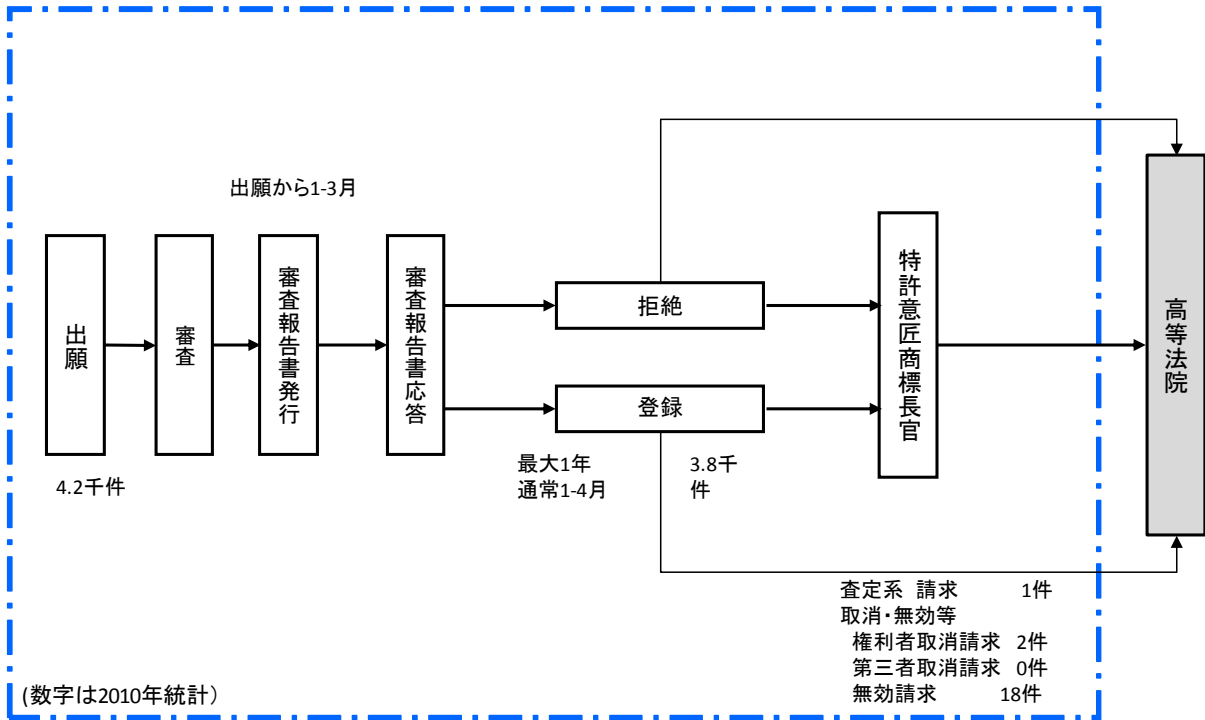 出願から1-3月
出願
審査
審査報告書発行
審査報告書応答
拒絶
登録
特許意匠商標長官
高等法院
4.2千件
最大1年
通常1-4月
3.8千
件
査定系 請求 1件
取消・無効等
権利者取消請求 2件
第三者取消請求 0件
無効請求 18件
(数字は2010年統計)